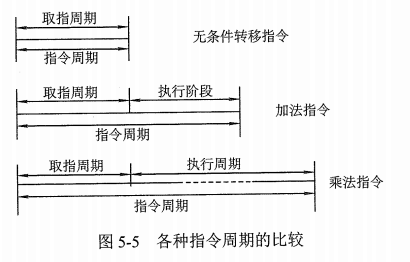 取指周期
无条件转移指令
指令周期
取指周期 执行阶段
加法指令
指令周期
取指周期 执行周期
乘法指令
指令周期
图 5-5 各种指令周期的比较